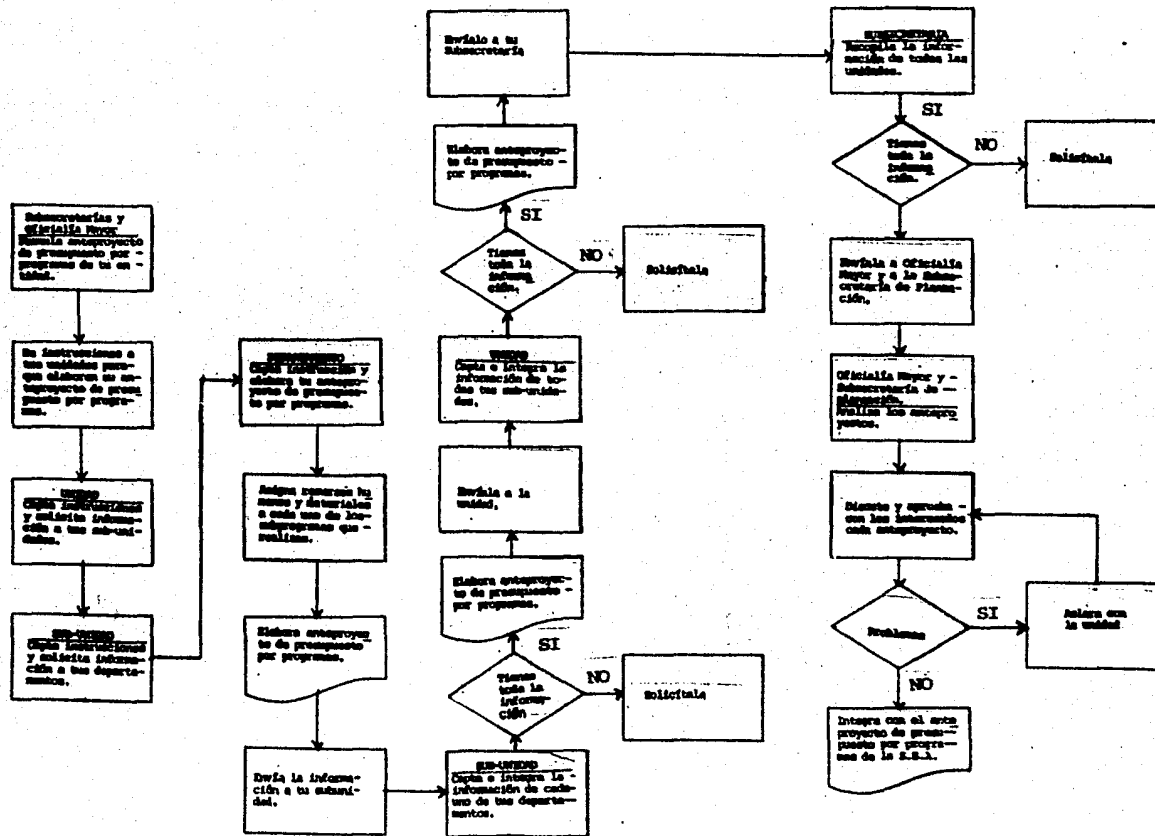 Subsecretarías y
Oficialía Mayor
Formula anteproyecto
de presupuesto por -
programas de tu en -
tidad.
Da instrucciones a
tus unidades para-
que elaboren su an-
teproyecto de presu
puesto por progra-
mas.
UNIDAD
Capta instrucciones
y solicita informa-
ción a tus sub-uni-
dades.
SUB-UNIDAD
Capta instrucciones
y solicita informa-
ción a tus departa-
mentos.
DEPARTAMENTO
Capta instrucción y
elabora tu antepro-
yecto de presupues-
to por programas.
Asigna recursos hu
manos y materiales
a cada uno de los-
subprogramas que -
realizas.
Elabora anteproyec
to de presupuesto
por programas.
Envía la informa-
ción a tu subuni-
dad.
SUB-UNIDAD
Capta e integra la -
información de cada-
uno de tus departa--
mentos.
Tienes
toda la
informa-
ción
SI
NO
Solicítala
Elabora anteproyec-
to de presupuesto -
por programas.
Envíala a la
unidad.
UNIDAD
Capta e integra la
información de to-
das tus sub-unida-
des.
Tienes
toda la
informa
ción.
SI
NO
Solicítala
Elabora anteproyec-
to de presupuesto -
por programas.
Envíalo a tu
Subsecretaría
SUBSECRETARIA
Recopila la infor-
mación de todas las
unidades.
SI
Tienes
toda la
informa
ción.
NO
Solicítala
Envíala a Oficialía
Mayor y a la Subse-
cretaría de Planea-
ción.
Oficialía Mayor y -
Subsecretaría de --
planeación.
Analiza los antepro
yectos.
Discute y aprueba -
con los interesados
cada anteproyecto.
Problemas
SI
Aclara con
la unidad
NO
Integra con el ante
proyecto de presu--
puesto por progra--
mas de la S.S.A.